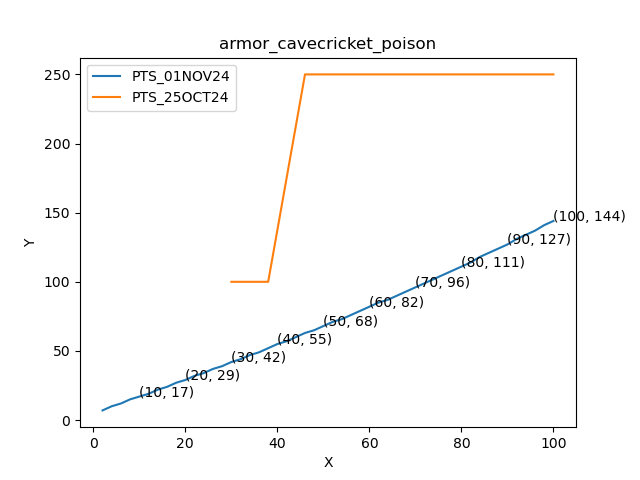 armor_cavecricket_poison
PTS_01NOV24
PTS_25OCT24
250
200
150
100
50
0
Y
(100, 144)
(90, 127)
(80, 111)
(70, 96)
(60, 82)
(50, 68)
(40, 55)
(30, 42)
(20, 29)
(10, 17)
0 20 40 60 80 100
X